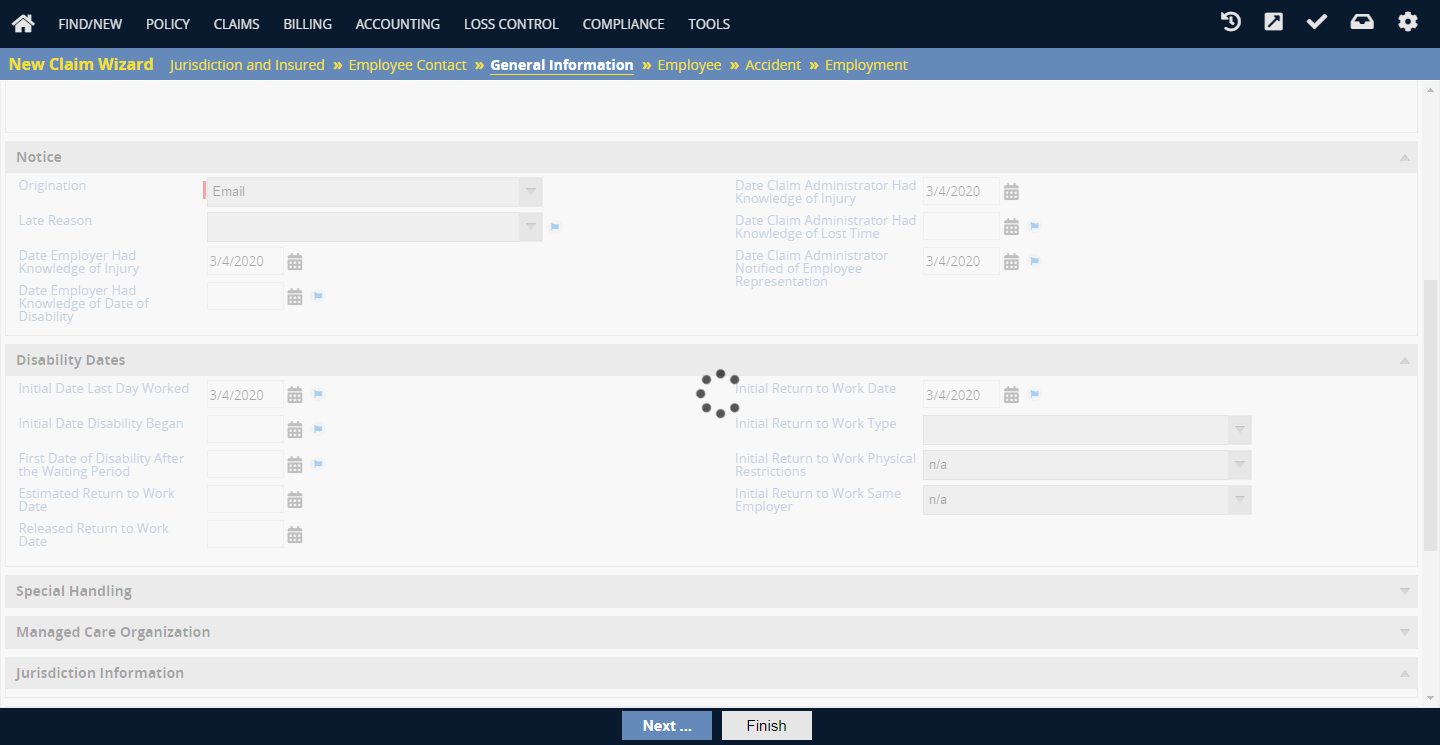 FIND/NEW POLICY CLAIMS BILLING ACCOUNTING LOSS CONTROL COMPLIANCE TOOLS
New Claim Wizard Jurisdiction and Insured » Employee Contact » General Information » Employee » Accident » Employment
Notice
Origination
Email
Late Reason
Date Employer Had
Knowledge of Injury
3/4/2020
Date Employer Had
Knowledge of Date of
Disability
Date Claim Administrator Had
Knowledge of Injury
3/4/2020
Date Claim Administrator Had
Knowledge of Lost Time
Date Claim Administrator
Notified of Employee
Representation
3/4/2020
Disability Dates
Initial Date Last Day Worked
3/4/2020
Initial Date Disability Began
First Date of Disability After
the Waiting Period
Estimated Return to Work
Date
Released Return to Work
Date
Initial Return to Work Date
3/4/2020
Initial Return to Work Type
Initial Return to Work Physical
Restrictions
n/a
Initial Return to Work Same
Employer
n/a
Special Handling
Managed Care Organization
Jurisdiction Information
Next ... Finish